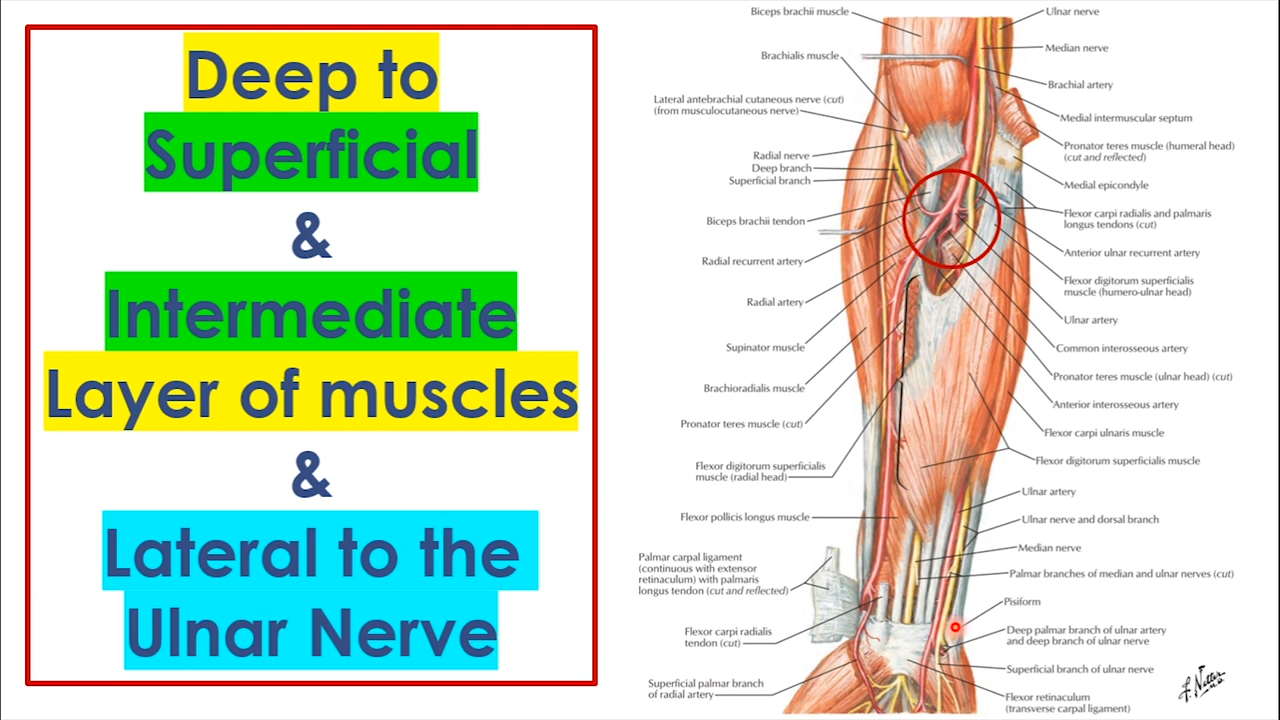 Deep to
Superficial
&
Intermediate
Layer of muscles
&
Lateral to the
Ulnar Nerve
Biceps brachii muscle
Brachialis muscle
Lateral antebrachial cutaneous nerve (cut)
(from musculocutaneous nerve)
Radial nerve
Deep branch
Superficial branch
Biceps brachii tendon
Radial recurrent artery
Radial artery
Supinator muscle
Brachioradialis muscle
Pronator teres muscle (cut)
Flexor digitorum superficialis
muscle (radial head)
Flexor pollicis longus muscle
Palmar carpal ligament
(continuous with extensor
retinaculum) with palmaris
longus tendon (cut and reflected)
Flexor carpi radialis
tendon (cut)
Superficial palmar branch
of radial artery
Ulnar nerve
Median nerve
Brachial artery
Medial intermuscular septum
Pronator teres muscle (humeral head)
(cut and reflected)
Medial epicondyle
Flexor carpi radialis and palmaris
longus tendons (cut)
Anterior ulnar recurrent artery
Flexor digitorum superficialis
muscle (humero-ulnar head)
Ulnar artery
Common interosseous artery
Pronator teres muscle (ulnar head) (cut)
Anterior interosseous artery
Flexor carpi ulnaris muscle
Flexor digitorum superficialis muscle
Ulnar artery
Ulnar nerve and dorsal branch
Median nerve
Palmar branches of median and ulnar nerves (cut)
Pisiform
Deep palmar branch of ulnar artery
and deep branch of ulnar nerve
Superficial branch of ulnar nerve
Flexor retinaculum
(transverse carpal ligament)
F. Netter